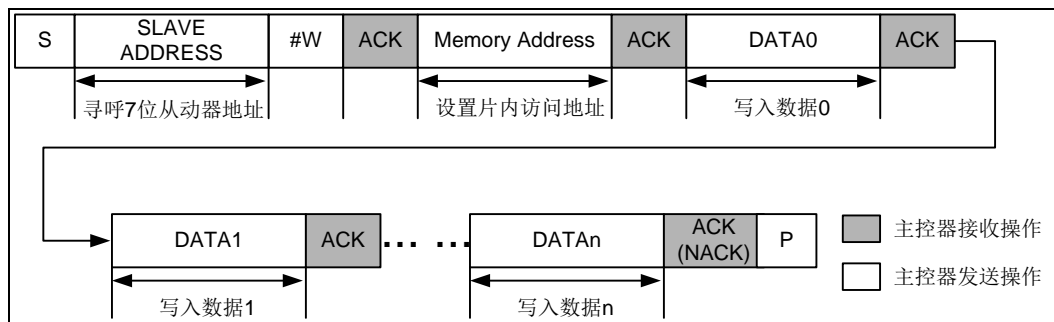 S
SLAVE
ADDRESS
#W
ACK
Memory Address
ACK
DATA0
ACK
寻呼7位从动器地址
设置片内访问地址
写入数据0
DATA1
ACK
... ...
DATAn
ACK
(NACK)
P
主控器接收操作
写入数据1
写入数据n
主控器发送操作